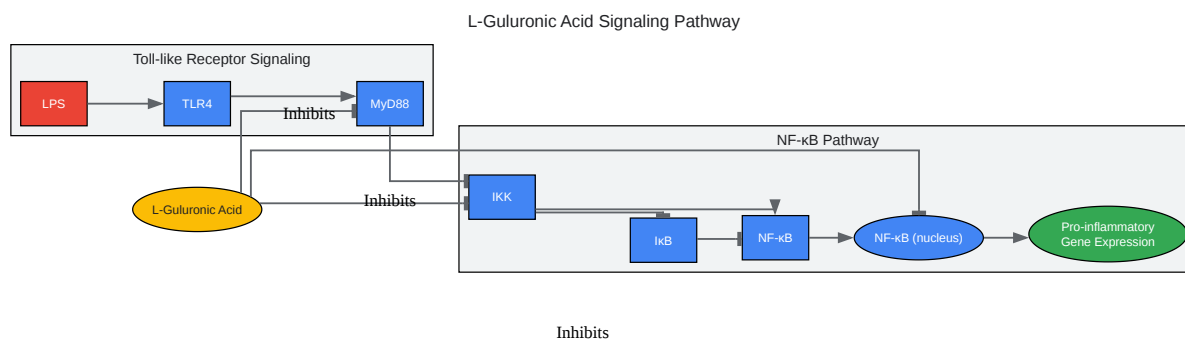 L-Guluronic Acid Signaling Pathway
Toll-like Receptor Signaling
LPS
TLR4
MyD88
Inhibits
NF-κB Pathway
L-Guluronic Acid
Inhibits
IKK
IκB
NF-κB
NF-κB (nucleus)
Pro-inflammatory
Gene Expression
Inhibits